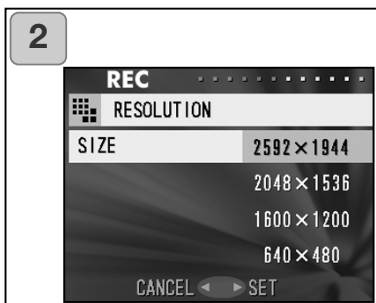 2
REC
RESOLUTION
SIZE 2592×1944
2048×1536
1600×1200
640×480
CANCEL ◄ ► SET